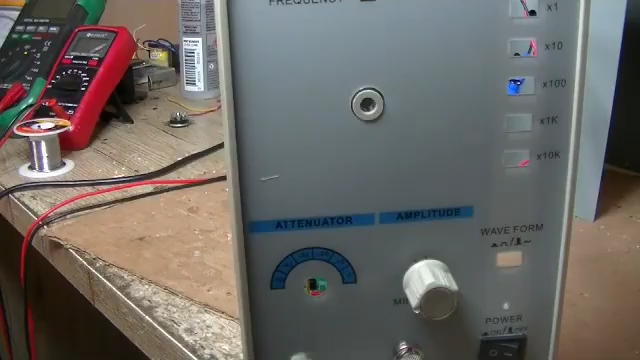 FREQUENCY
x1
x10
x100
x1K
x10K
ATTENUATOR
AMPLITUDE
WAVE FORM
POWER